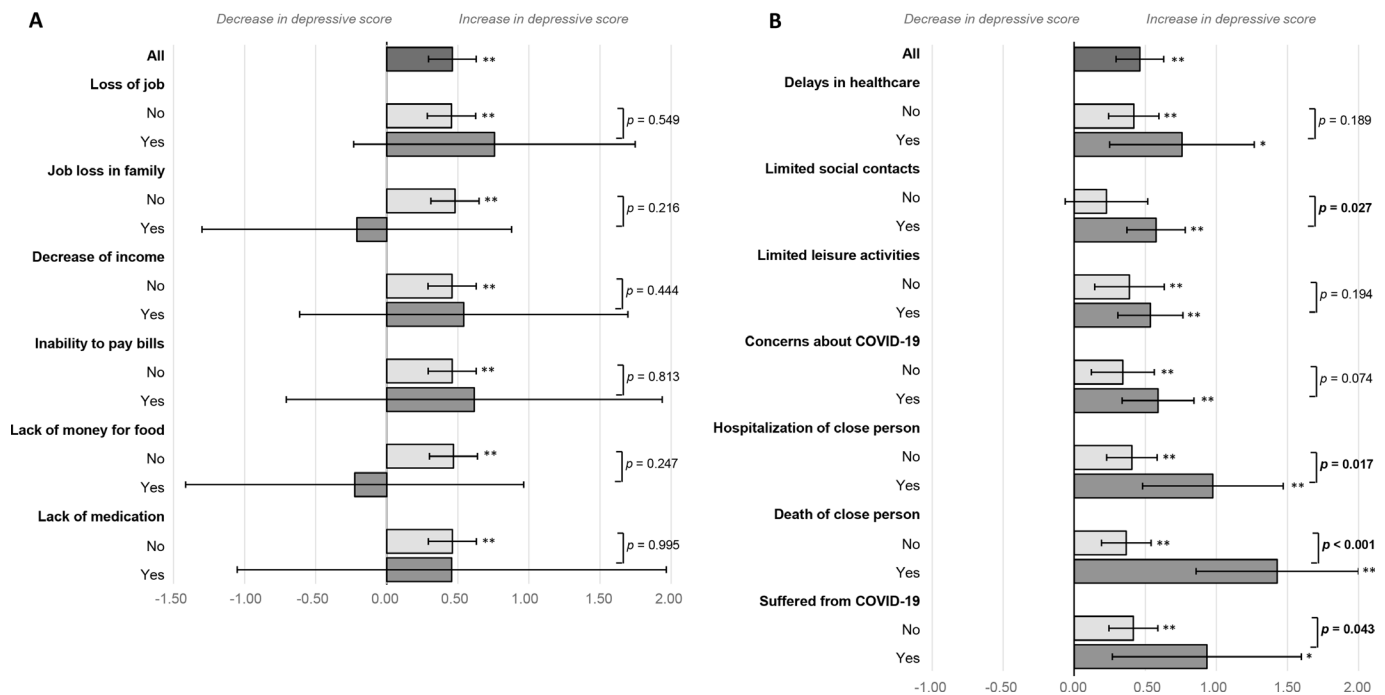 A
Decrease in depressive score
Increase in depressive score
All
**
Loss of job
No
**
Yes
p = 0.549
Job loss in family
No
**
Yes
p = 0.216
Decrease of income
No
**
Yes
p = 0.444
Inability to pay bills
No
**
Yes
p = 0.813
Lack of money for food
No
**
Yes
p = 0.247
Lack of medication
No
**
Yes
p = 0.995
-1.50 -1.00 -0.50 0.00 0.50 1.00 1.50 2.00
B
Decrease in depressive score
Increase in depressive score
All
**
Delays in healthcare
No
**
Yes
*
p = 0.189
Limited social contacts
No
Yes
**
p = 0.027
Limited leisure activities
No
**
Yes
**
p = 0.194
Concerns about COVID-19
No
**
Yes
**
p = 0.074
Hospitalization of close person
No
**
Yes
**
p = 0.017
Death of close person
No
**
Yes
**
p < 0.001
Suffered from COVID-19
No
**
Yes
*
p = 0.043
-1.00 -0.50 0.00 0.50 1.00 1.50 2.00